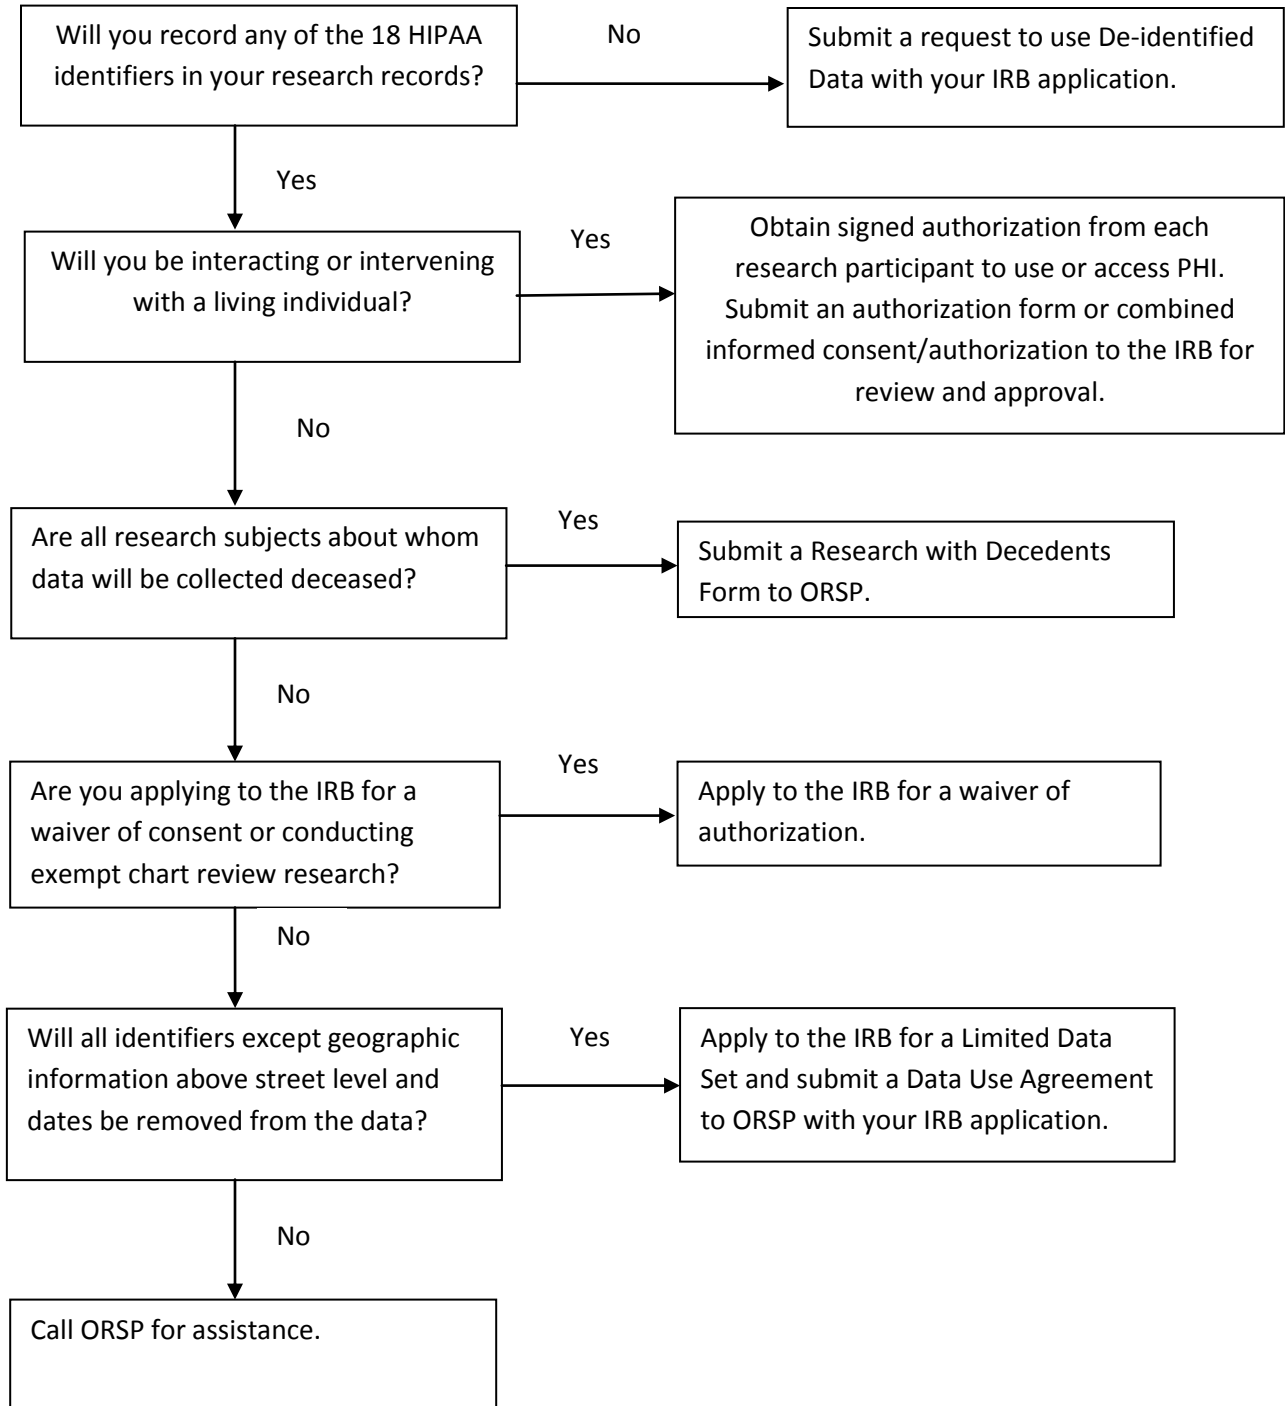 Will you record any of the 18 HIPAA
identifiers in your research records?
No
Submit a request to use De-identified
Data with your IRB application.
Yes
Will you be interacting or intervening
with a living individual?
Yes
Obtain signed authorization from each
research participant to use or access PHI.
Submit an authorization form or combined
informed consent/authorization to the IRB for
review and approval.
No
Are all research subjects about whom
data will be collected deceased?
Yes
Submit a Research with Decedents
Form to ORSP.
No
Are you applying to the IRB for a
waiver of consent or conducting
exempt chart review research?
Yes
Apply to the IRB for a waiver of
authorization.
No
Will all identifiers except geographic
information above street level and
dates be removed from the data?
Yes
Apply to the IRB for a Limited Data
Set and submit a Data Use Agreement
to ORSP with your IRB application.
No
Call ORSP for assistance.